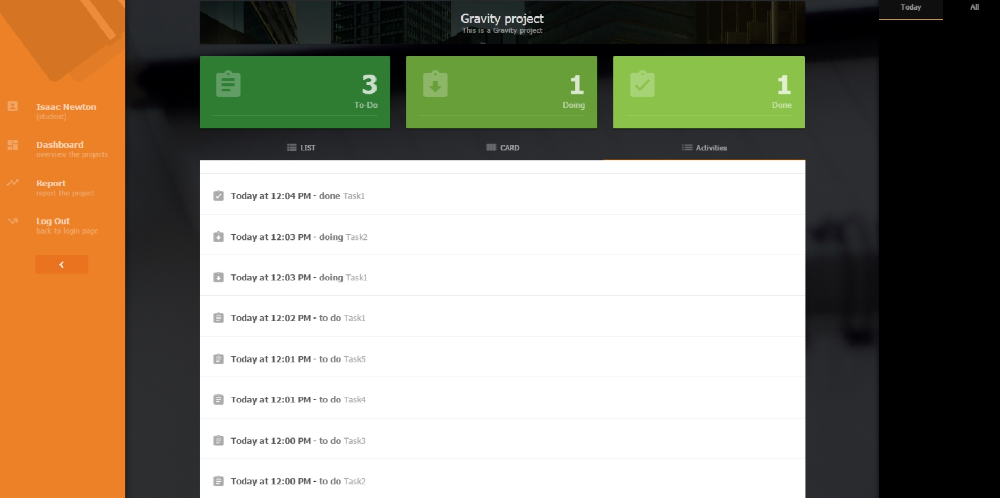 Isaac Newton
(student)
Dashboard
overview the projects
Report
report the project
Log Out
back to login page
Gravity project
This is a Gravity project
3
To-Do
1
Doing
1
Done
LIST
CARD
Activities
Today at 12:04 PM - done Task1
Today at 12:03 PM - doing Task2
Today at 12:03 PM - doing Task1
Today at 12:02 PM - to do Task1
Today at 12:01 PM - to do Task5
Today at 12:01 PM - to do Task4
Today at 12:00 PM - to do Task3
Today at 12:00 PM - to do Task2
Today
All